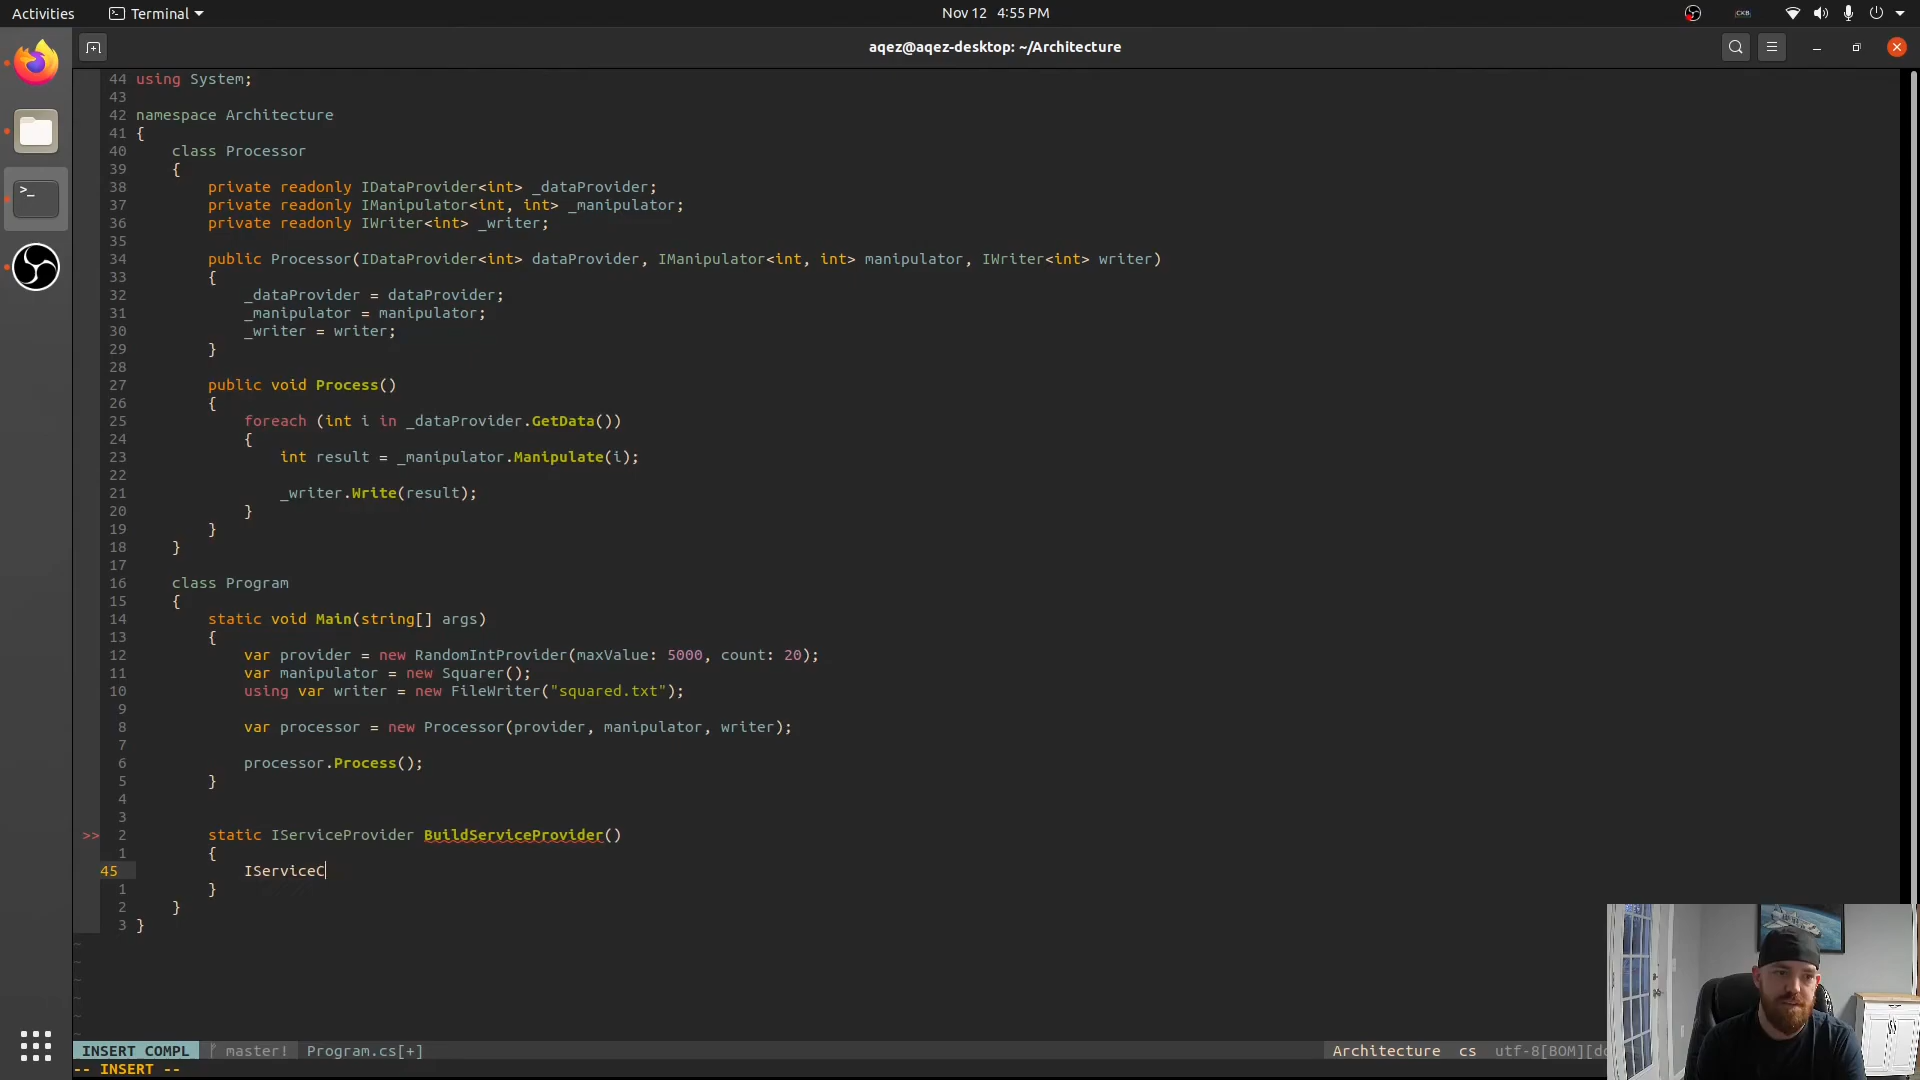 Activities
Terminal
Nov 12 4:55 PM
CKB
aqez@aqez-desktop: ~/Architecture
44 using System;
43
42 namespace Architecture
41 {
40 class Processor
39 {
38 private readonly IDataProvider<int> _dataProvider;
37 private readonly IManipulator<int, int> _manipulator;
36 private readonly IWriter<int> _writer;
35
34 public Processor(IDataProvider<int> dataProvider, IManipulator<int, int> manipulator, IWriter<int> writer)
33 {
32 _dataProvider = dataProvider;
31 _manipulator = manipulator;
30 _writer = writer;
29 }
28
27 public void Process()
26 {
25 foreach (int i in _dataProvider.GetData())
24 {
23 int result = _manipulator.Manipulate(i);
22
21 _writer.Write(result);
20 }
19 }
18 }
17
16 class Program
15 {
14 static void Main(string[] args)
13 {
12 var provider = new RandomIntProvider(maxValue: 5000, count: 20);
11 var manipulator = new Squarer();
10 using var writer = new FileWriter("squared.txt");
9
8 var processor = new Processor(provider, manipulator, writer);
7
6 processor.Process();
5 }
4
3
>> 2 static IServiceProvider BuildServiceProvider()
1 {
45 IServiceC
1 }
2 }
3 }
~
~
~
~
~
INSERT COMPL master! Program.cs[+] Architecture cs utf-8[BOM][do
-- INSERT --